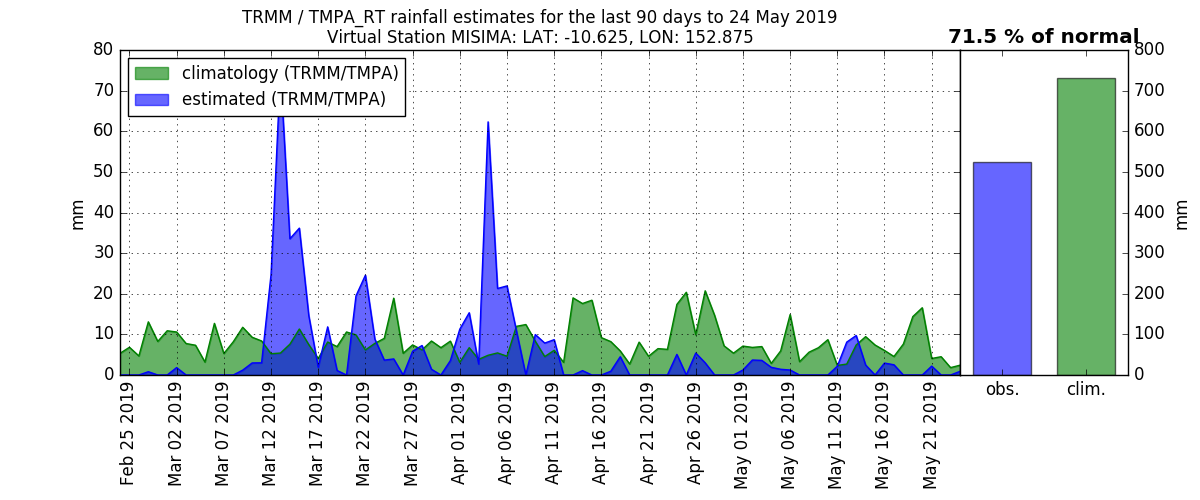 TRMM / TMPA_RT rainfall estimates for the last 90 days to 24 May 2019
Virtual Station MISIMA: LAT: -10.625, LON: 152.875
71.5 % of normal
climatology (TRMM/TMPA)
estimated (TRMM/TMPA)
80
70
60
50
40
30
20
10
0
mm
Feb 25 2019
Mar 02 2019
Mar 07 2019
Mar 12 2019
Mar 17 2019
Mar 22 2019
Mar 27 2019
Apr 01 2019
Apr 06 2019
Apr 11 2019
Apr 16 2019
Apr 21 2019
Apr 26 2019
May 01 2019
May 06 2019
May 11 2019
May 16 2019
May 21 2019
800
700
600
500
400
300
200
100
0
mm
obs.
clim.